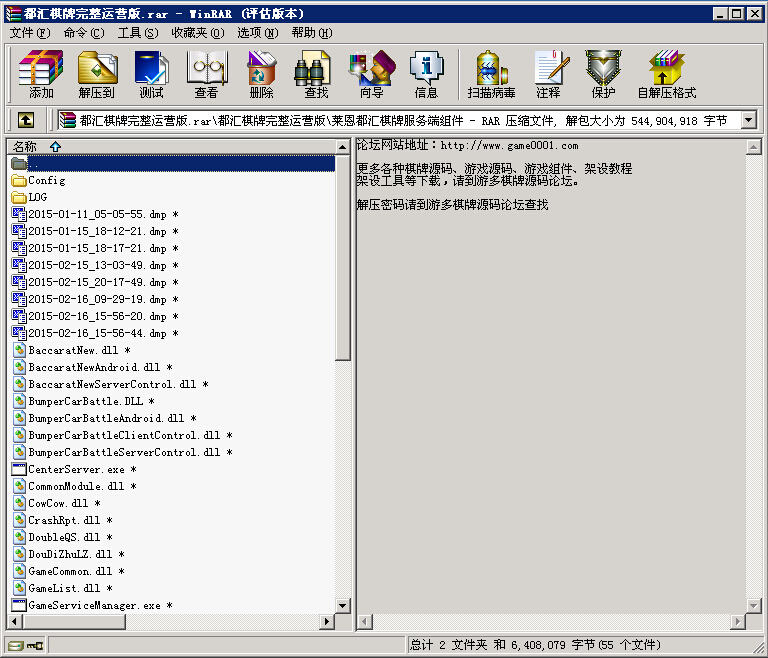 都汇棋牌完整运营版.rar - WinRAR (评估版本)
文件(F) 命令(C) 工具(S) 收藏夹(O) 选项(N) 帮助(H)
添加 解压到 测试 查看 删除 查找 向导 信息 扫描病毒 注释 保护 自解压格式
都汇棋牌完整运营版.rar\都汇棋牌完整运营版\莱恩都汇棋牌服务端组件 - RAR 压缩文件, 解包大小为 544,904,918 字节
名称
..
Config
LOG
2015-01-11_05-05-55.dmp *
2015-01-15_18-12-21.dmp *
2015-01-15_18-17-21.dmp *
2015-02-15_13-03-49.dmp *
2015-02-15_20-17-49.dmp *
2015-02-16_09-29-19.dmp *
2015-02-16_15-56-20.dmp *
2015-02-16_15-56-44.dmp *
BaccaratNew.dll *
BaccaratNewAndroid.dll *
BaccaratNewServerControl.dll *
BumperCarBattle.DLL *
BumperCarBattleAndroid.dll *
BumperCarBattleClientControl.dll *
BumperCarBattleServerControl.dll *
CenterServer.exe *
CommonModule.dll *
CowCow.dll *
CrashRpt.dll *
DoubleQS.dll *
DouDiZhuLZ.dll *
GameCommon.dll *
GameList.dll *
GameServiceManager.exe *
论坛网站地址：http://www.game0001.com
更多各种棋牌源码、游戏源码、游戏组件、架设教程
架设工具等下载，请到游多棋牌源码论坛。
解压密码请到游多棋牌源码论坛查找
总计 2 文件夹 和 6,408,079 字节(55 个文件)